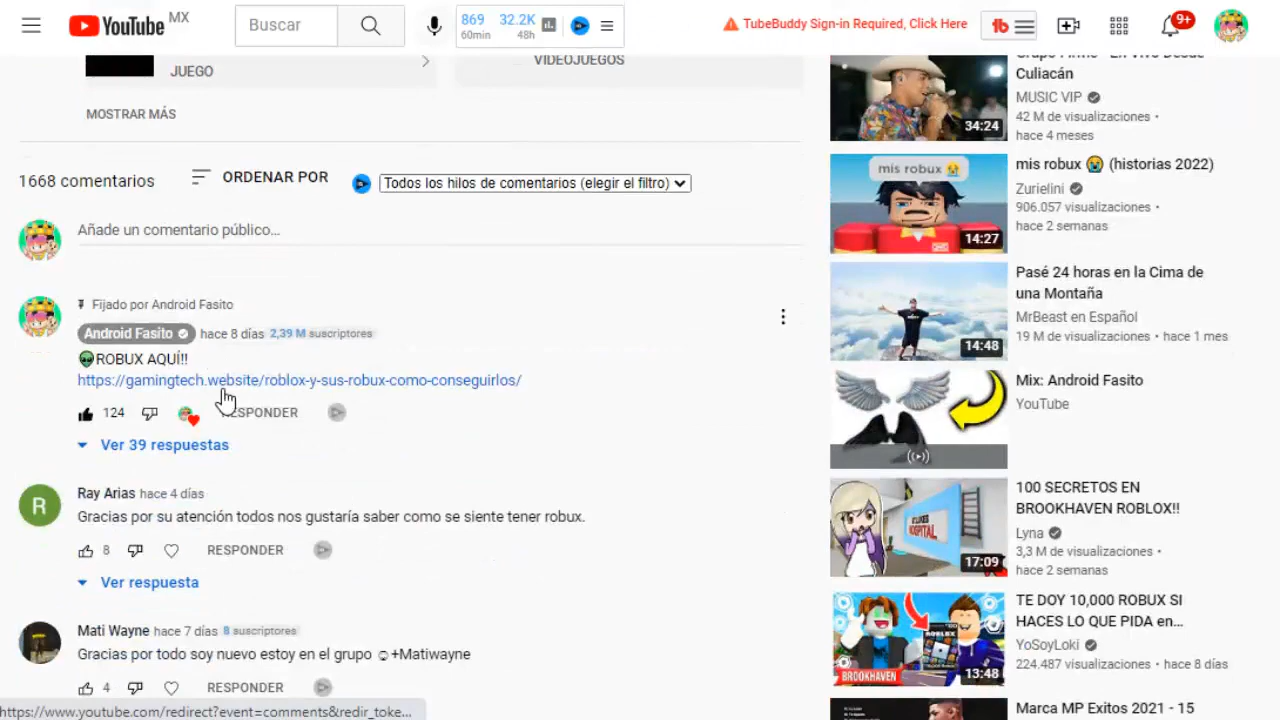 YouTube MX
Buscar
869 32.2K
60min 48h
TubeBuddy Sign-in Required, Click Here
tb
9+
JUEGO
VIDEOJUEGOS
MOSTRAR MÁS
1668 comentarios
ORDENAR POR
Todos los hilos de comentarios (elegir el filtro)
Añade un comentario público...
Fijado por Android Fasito
Android Fasito hace 8 días 2,39 M suscriptores
ROBUX AQUÍ!!
https://gamingtech.website/roblox-y-sus-robux-como-conseguirlos/
124 RESPONDER
Ver 39 respuestas
R
Ray Arias hace 4 días
Gracias por su atención todos nos gustaría saber como se siente tener robux.
8 RESPONDER
Ver respuesta
Mati Wayne hace 7 días 8 suscriptores
Gracias por todo soy nuevo estoy en el grupo ☺+Matiwayne
4 RESPONDER
https://www.youtube.com/redirect?event=comments&redir_toke...
Culiacán
MUSIC VIP
42 M de visualizaciones •
hace 4 meses
34:24
mis robux 😭
14:27
mis robux 😭 (historias 2022)
Zurielini
906.057 visualizaciones •
hace 2 semanas
14:48
Pasé 24 horas en la Cima de
una Montaña
MrBeast en Español
19 M de visualizaciones • hace 1 mes
Mix: Android Fasito
YouTube
HOSPITAL
17:09
100 SECRETOS EN
BROOKHAVEN ROBLOX!!
Lyna
3,3 M de visualizaciones •
hace 2 semanas
ROBLOX
BROOKHAVEN
13:48
TE DOY 10,000 ROBUX SI
HACES LO QUE PIDA en...
YoSoyLoki
224.487 visualizaciones • hace 8 días
Marca MP Exitos 2021 - 15